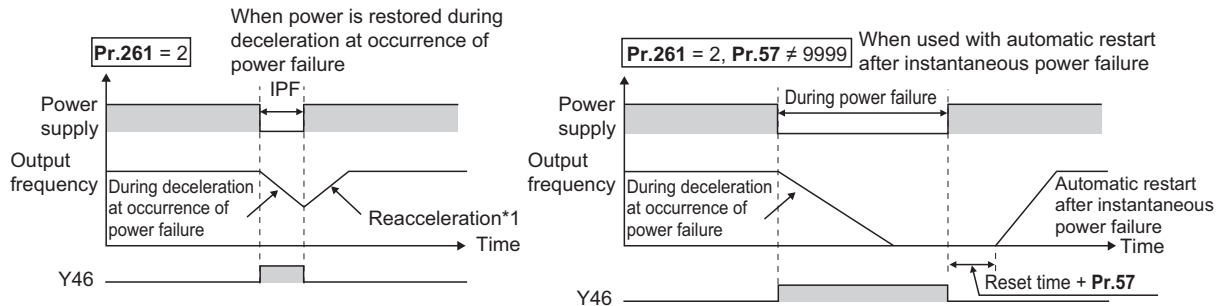 When power is restored during
deceleration at occurrence of
power failure
Pr.261 = 2
IPF
Power
supply
Output
frequency
During deceleration
at occurrence of
power failure
Reacceleration*1
Time
Y46
Pr.261 = 2, Pr.57 ≠ 9999
When used with automatic restart
after instantaneous power failure
During power failure
Power
supply
Output
frequency
During deceleration
at occurrence of
power failure
Automatic restart
after instantaneous
power failure
Time
Reset time + Pr.57
Y46